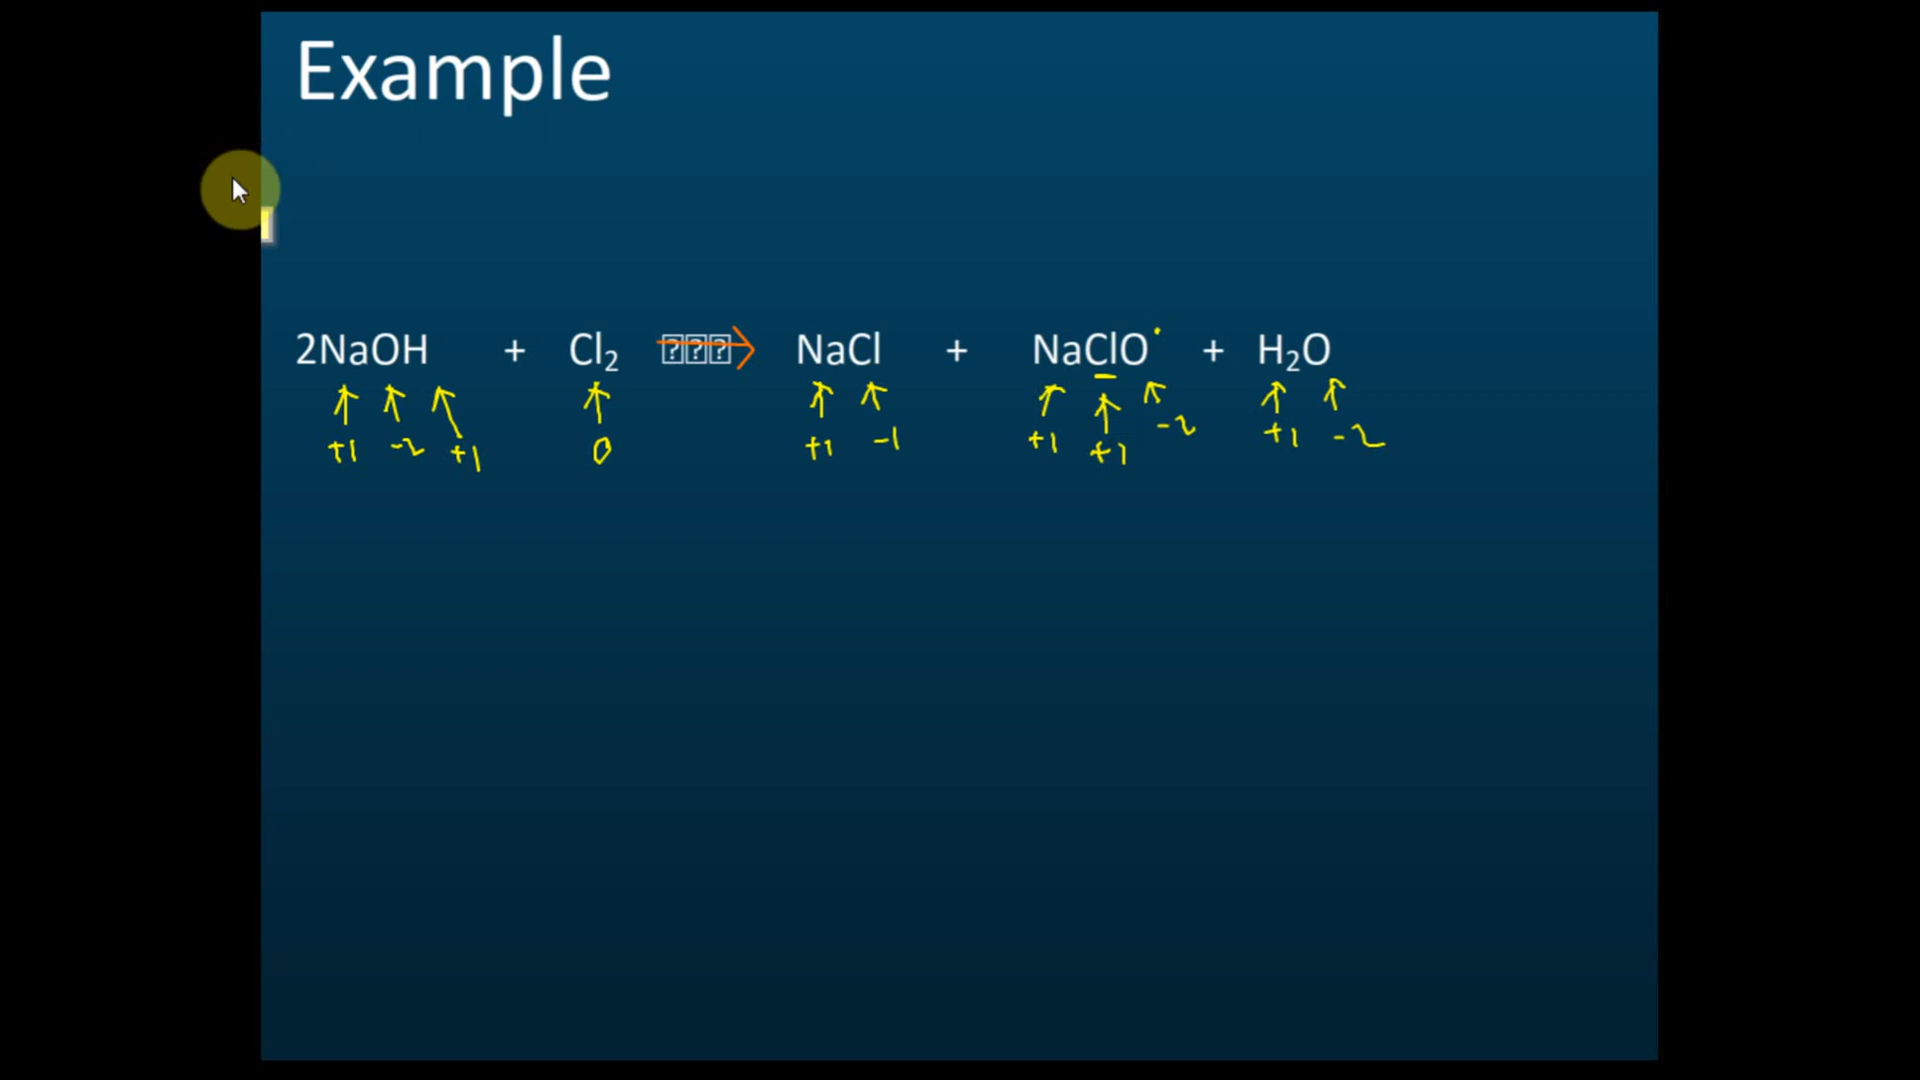 Example
2NaOH + Cl₂ → NaCl + NaClO + H₂O
+1 -2 +1 0 +1 -1 +1 +1 -2 +1 -2